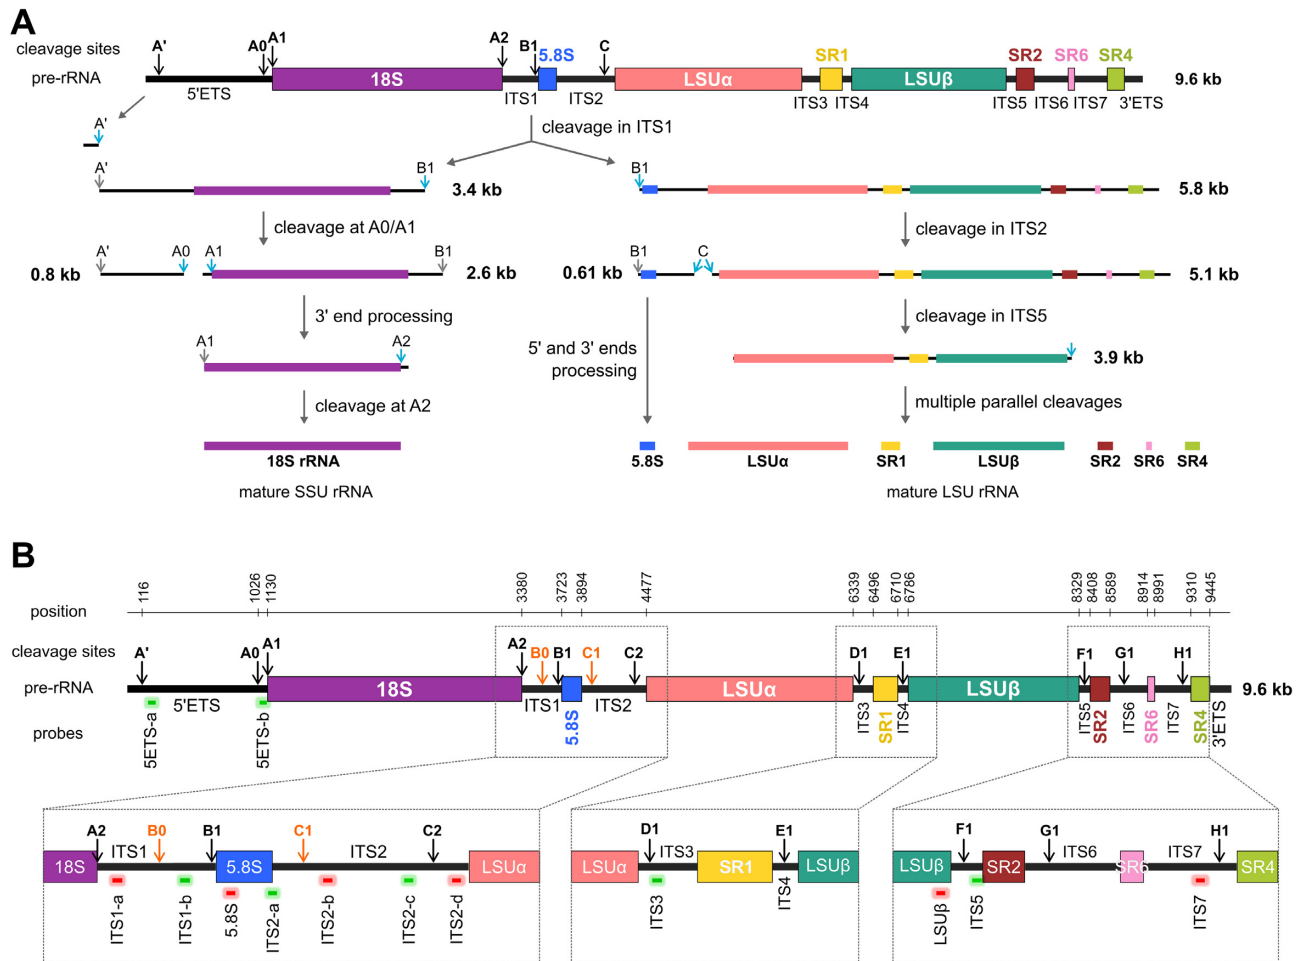 A
cleavage sites
A'
A0
A1
A2
B1
5.8S
C
SR1
SR2
SR6
SR4
pre-rRNA
18S
LSUα
LSUβ
9.6 kb
5'ETS
ITS1
ITS2
ITS3
ITS4
ITS5
ITS6
ITS7
3'ETS
cleavage in ITS1
A'
A'
B1
3.4 kb
B1
5.8 kb
cleavage at A0/A1
cleavage in ITS2
0.8 kb
A'
A0
A1
B1
2.6 kb
0.61 kb
B1
C
5.1 kb
3' end processing
cleavage in ITS5
A1
A2
5' and 3' ends
processing
3.9 kb
cleavage at A2
multiple parallel cleavages
18S rRNA
5.8S
LSUα
SR1
LSUβ
SR2
SR6
SR4
mature SSU rRNA
mature LSU rRNA
B
position
116
1026
1130
3380
3723
3894
4477
6339
6496
6710
6786
8329
8408
8589
8914
8991
9310
9445
cleavage sites
A'
A0
A1
A2
B0
B1
C1
C2
D1
E1
F1
G1
H1
pre-rRNA
18S
LSUα
LSUβ
9.6 kb
5'ETS
ITS1
5.8S
ITS2
ITS3
SR1
ITS4
ITS5
SR2
ITS6
SR6
ITS7
SR4
3'ETS
probes
5ETS-a
5ETS-b
A2
B0
B1
C1
C2
18S
ITS1
5.8S
ITS2
LSUα
ITS1-a
ITS1-b
5.8S
ITS2-a
ITS2-b
ITS2-c
ITS2-d
D1
E1
LSUα
ITS3
SR1
ITS4
LSUβ
ITS3
F1
G1
H1
LSUβ
SR2
ITS6
SR6
ITS7
SR4
LSUβ
ITS5
ITS7